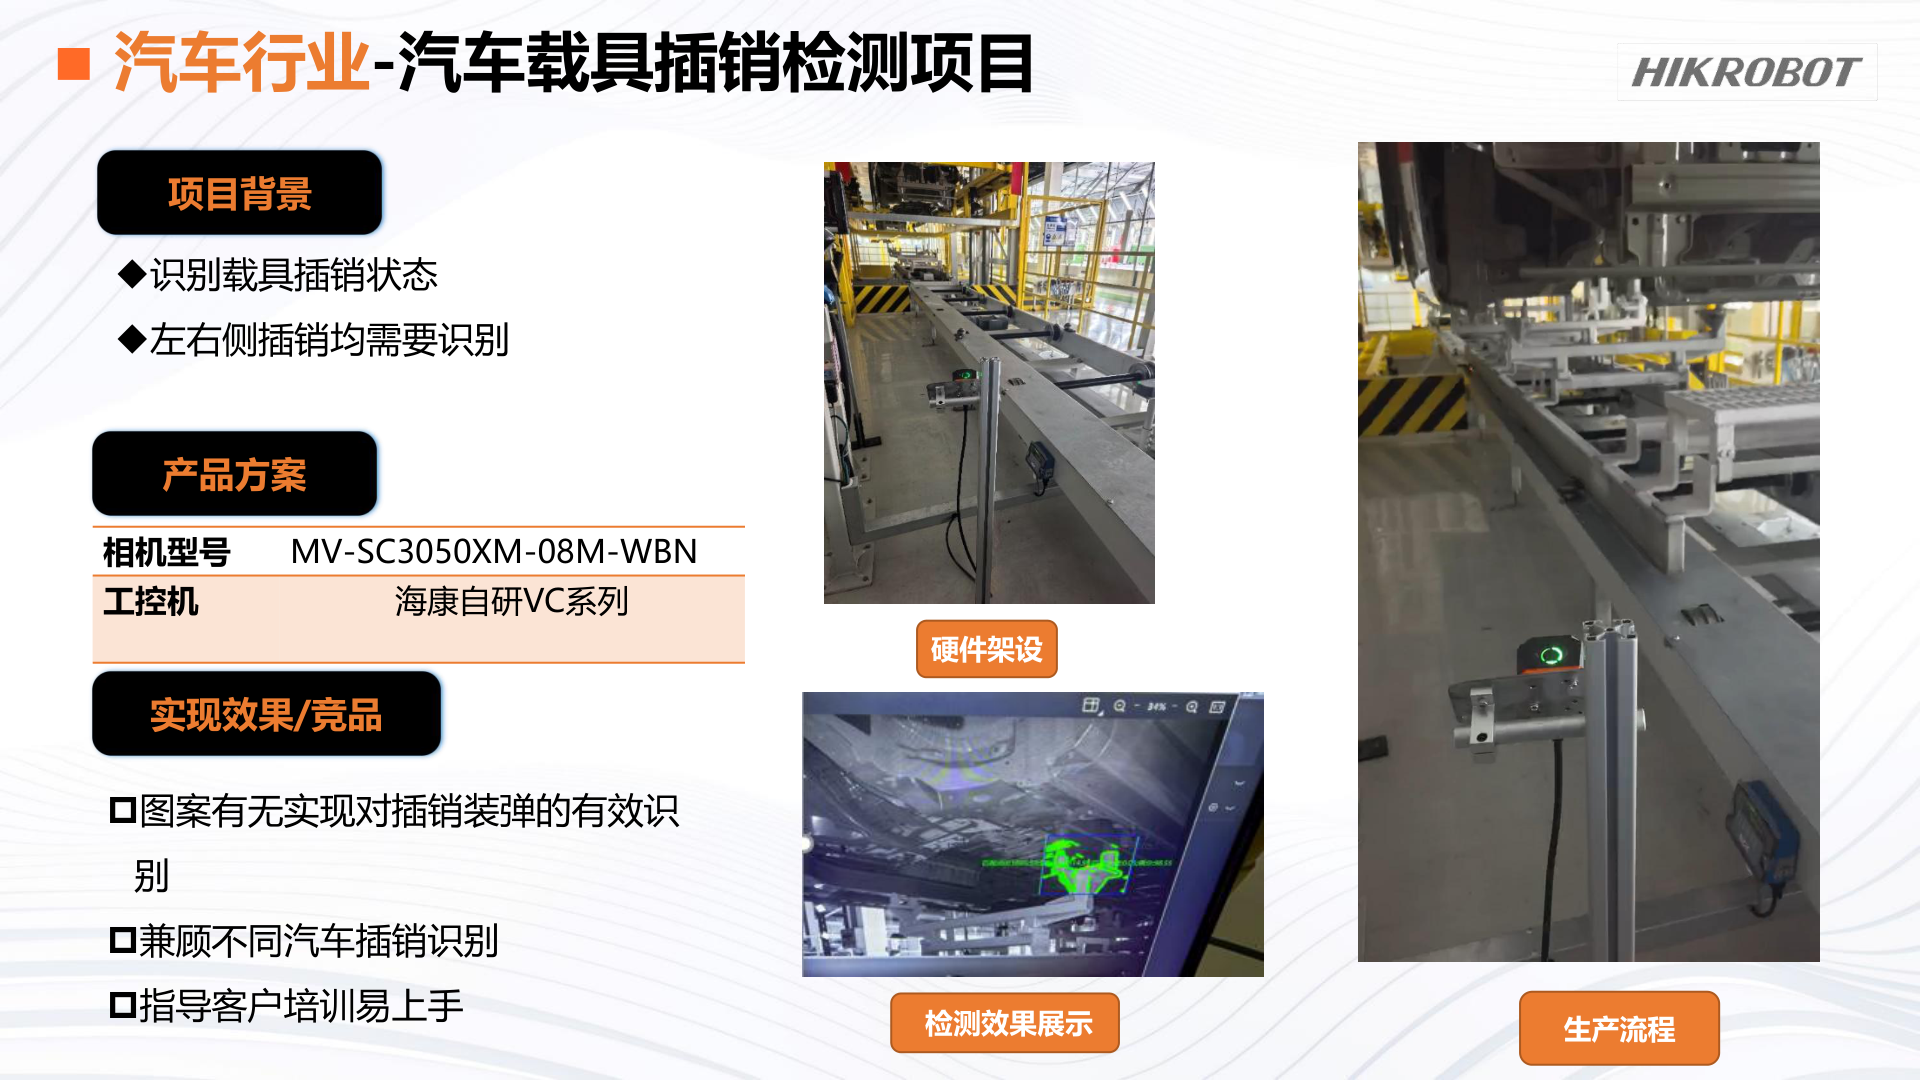 汽车行业-汽车载具插销检测项目
HIKROBOT
项目背景
◆识别载具插销状态
◆左右侧插销均需要识别
产品方案
相机型号 MV-SC3050XM-08M-WBN
工控机 海康自研VC系列
实现效果/竞品
图案有无实现对插销装弹的有效识
别
兼顾不同汽车插销识别
指导客户培训易上手
硬件架设
34%
检测效果展示
生产流程